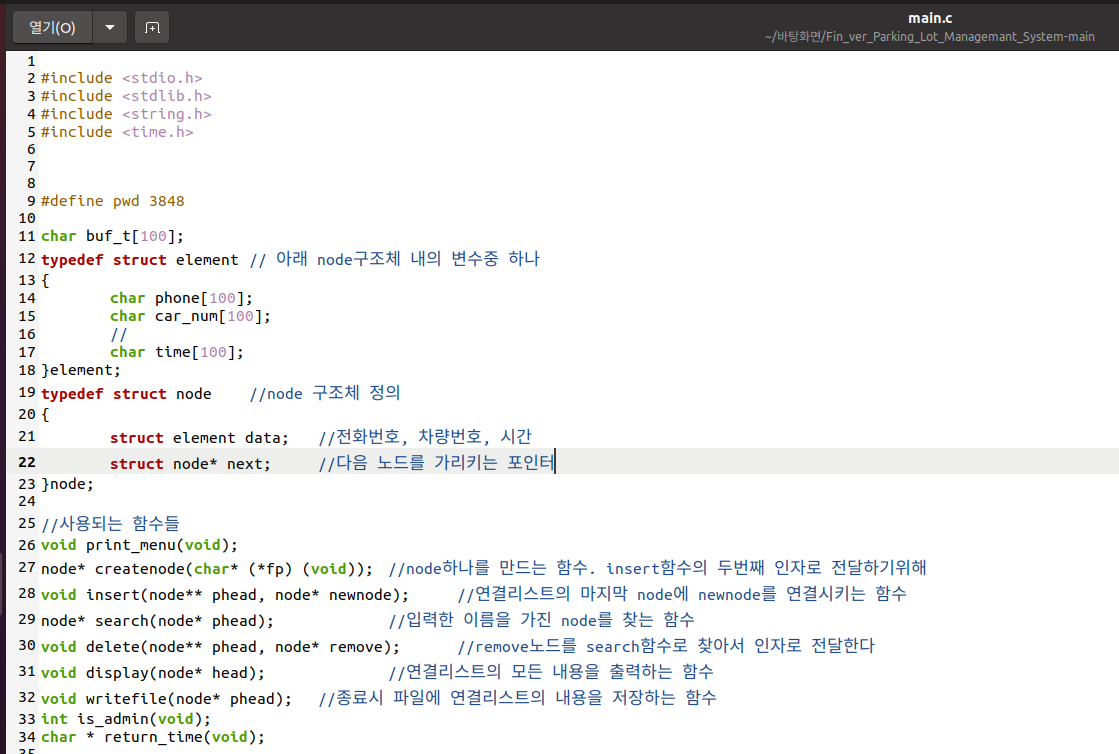 열기(O)
main.c
~/바탕화면/Fin_ver_Parking_Lot_Managemant_System-main
1
2 #include <stdio.h>
3 #include <stdlib.h>
4 #include <string.h>
5 #include <time.h>
6
7
8
9 #define pwd 3848
10
11 char buf_t[100];
12 typedef struct element // 아래 node구조체 내의 변수중 하나
13 {
14 char phone[100];
15 char car_num[100];
16 //
17 char time[100];
18 }element;
19 typedef struct node //node 구조체 정의
20 {
21 struct element data; //전화번호, 차량번호, 시간
22 struct node* next; //다음 노드를 가리키는 포인터
23 }node;
24
25 //사용되는 함수들
26 void print_menu(void);
27 node* createnode(char* (*fp) (void)); //node하나를 만드는 함수. insert함수의 두번째 인자로 전달하기위해
28 void insert(node** phead, node* newnode); //연결리스트의 마지막 node에 newnode를 연결시키는 함수
29 node* search(node* phead); //입력한 이름을 가진 node를 찾는 함수
30 void delete(node** phead, node* remove); //remove노드를 search함수로 찾아서 인자로 전달한다
31 void display(node* head); //연결리스트의 모든 내용을 출력하는 함수
32 void writefile(node* phead); //종료시 파일에 연결리스트의 내용을 저장하는 함수
33 int is_admin(void);
34 char * return_time(void);
35